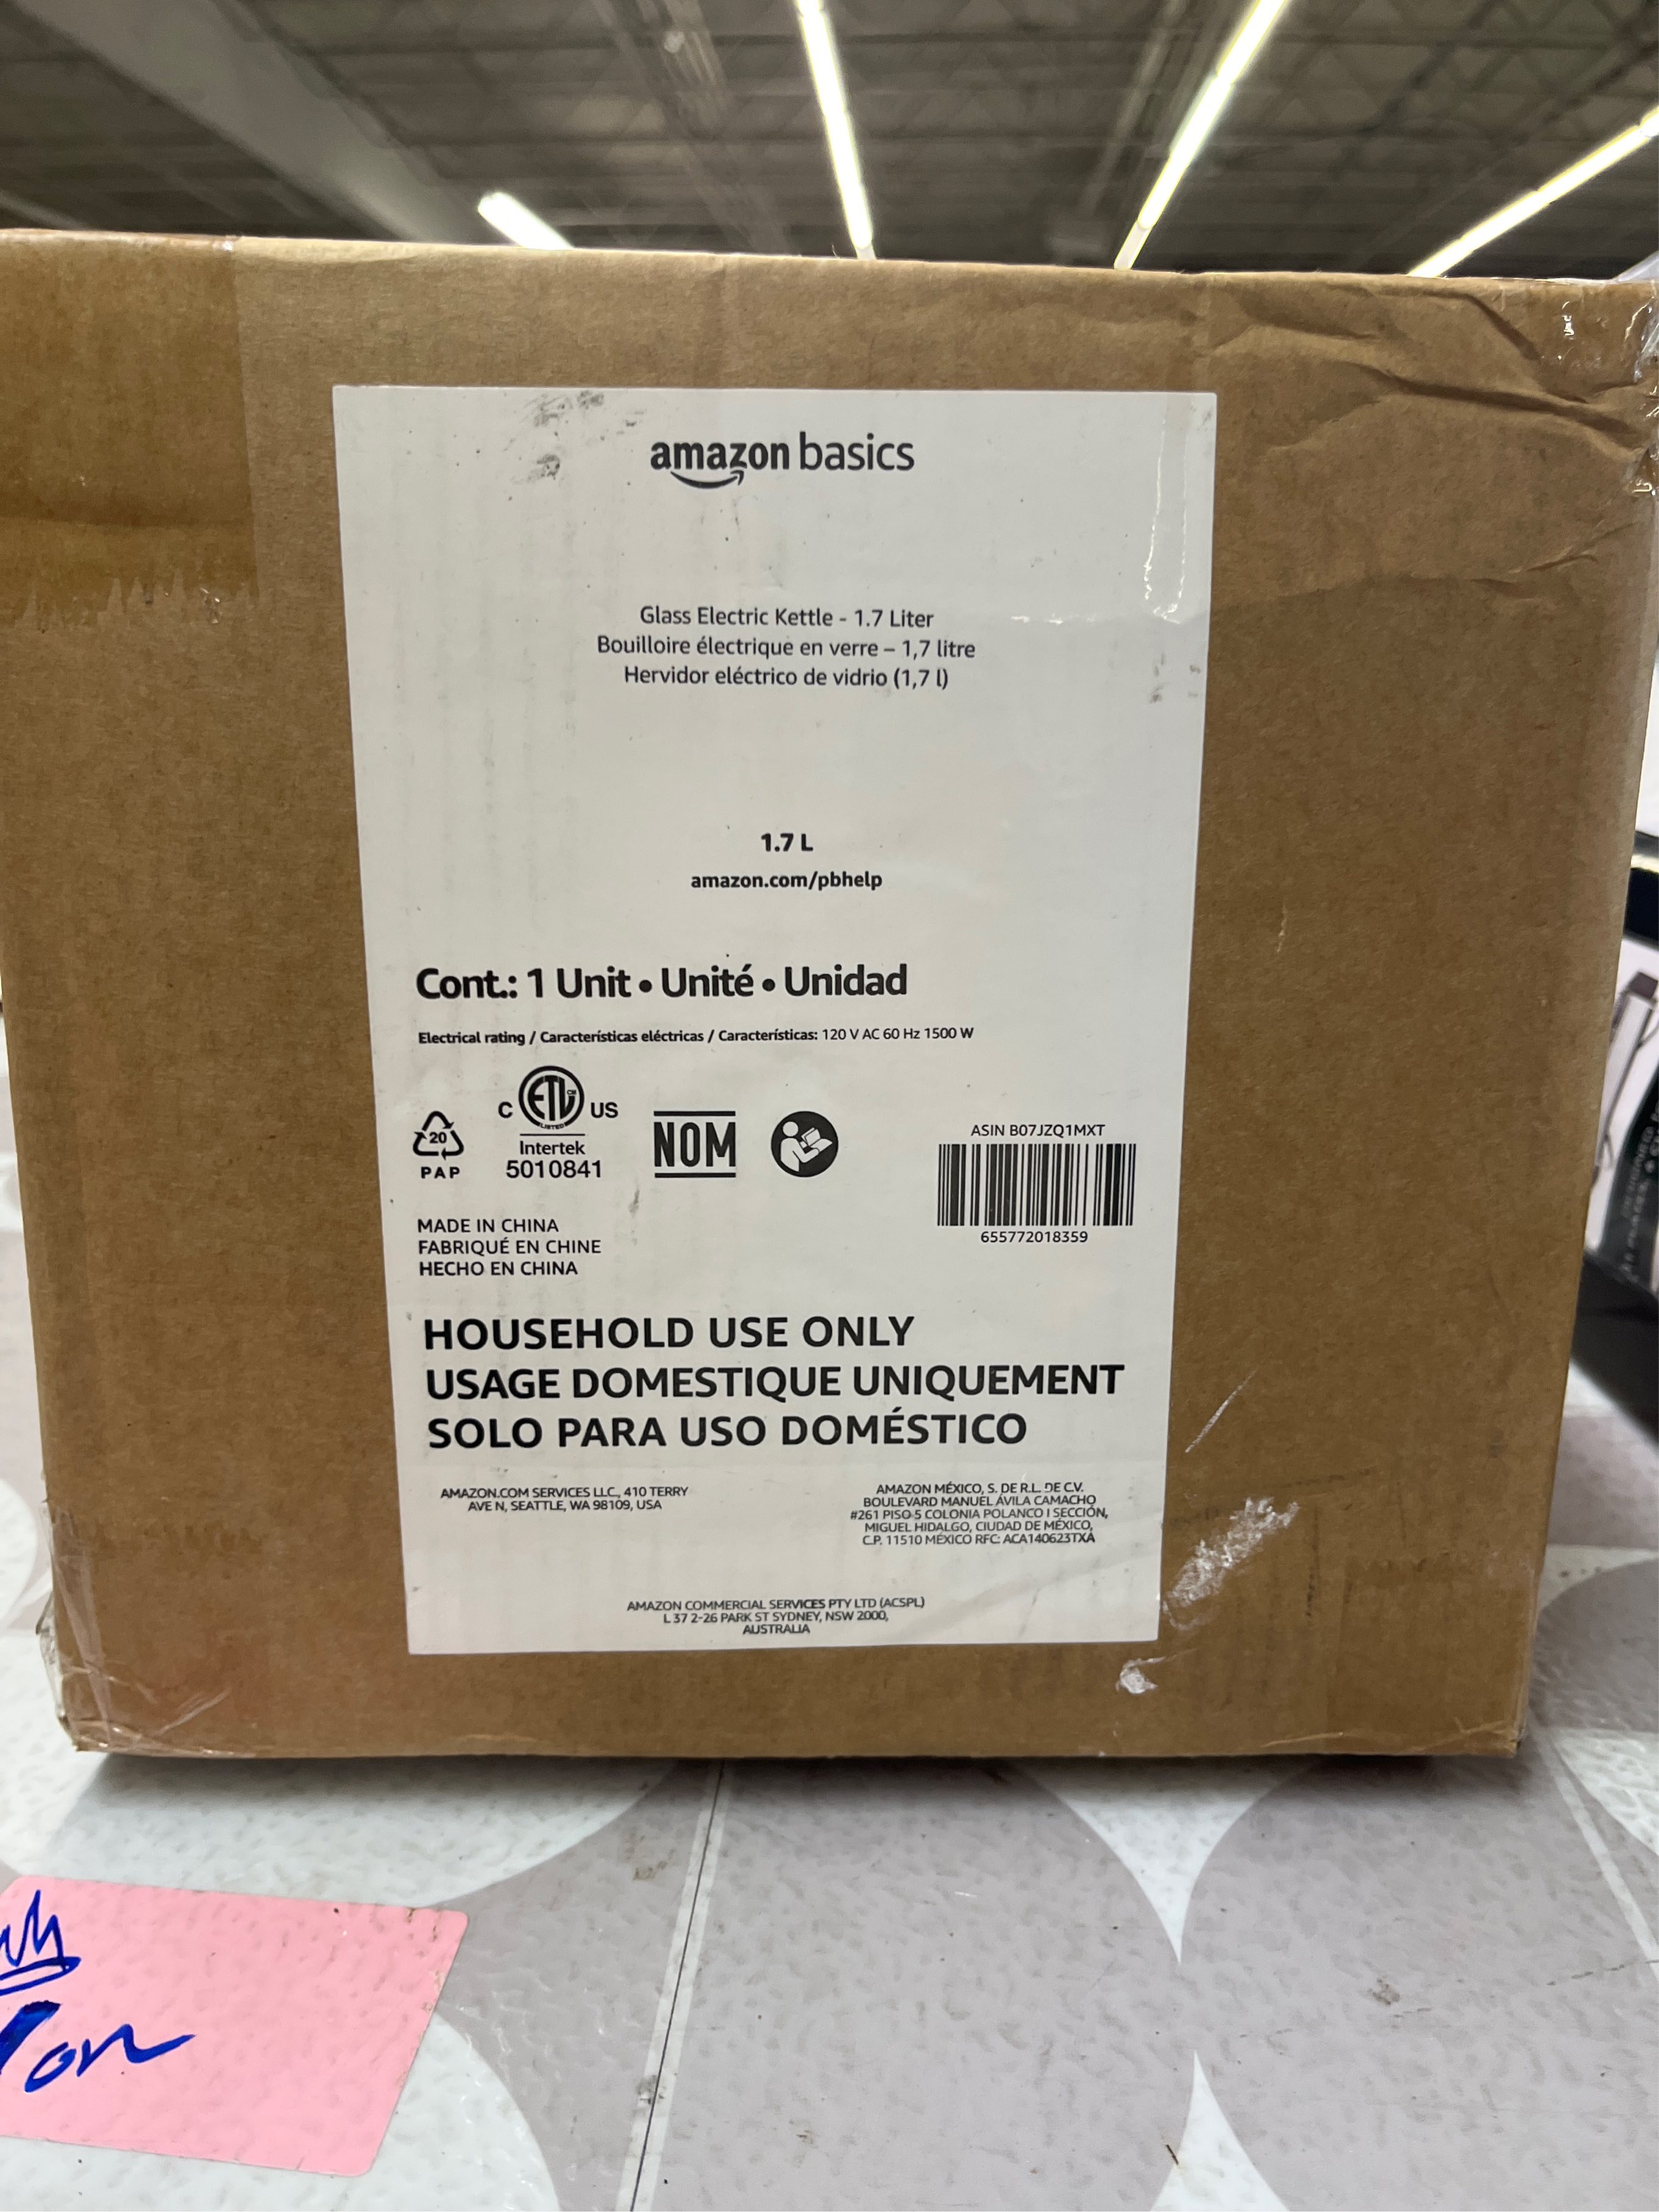 amazon basics
Glass Electric Kettle - 1.7 Liter
Bouilloire électrique en verre – 1,7 litre
Hervidor eléctrico de vidrio (1,7 l)
1.7 L
amazon.com/pbhelp
Cont.: 1 Unit • Unité • Unidad
Electrical rating / Características eléctricas / Características: 120 V AC 60 Hz 1500 W
20
PAP
C ETL US
LISTED
Intertek
5010841
NOM
ASIN B07JZQ1MXT
655772018359
MADE IN CHINA
FABRIQUÉ EN CHINE
HECHO EN CHINA
HOUSEHOLD USE ONLY
USAGE DOMESTIQUE UNIQUEMENT
SOLO PARA USO DOMÉSTICO
AMAZON.COM SERVICES LLC, 410 TERRY
AVE N, SEATTLE, WA 98109, USA
AMAZON MÉXICO, S. DE R.L. DE C.V.
BOULEVARD MANUEL ÁVILA CAMACHO
#261 PISO 5 COLONIA POLANCO I SECCIÓN,
MIGUEL HIDALGO, CIUDAD DE MÉXICO,
C.P. 11510 MÉXICO RFC: ACA140623TXA
AMAZON COMMERCIAL SERVICES PTY LTD (ACSPL)
L 37 2-26 PARK ST SYDNEY, NSW 2000,
AUSTRALIA